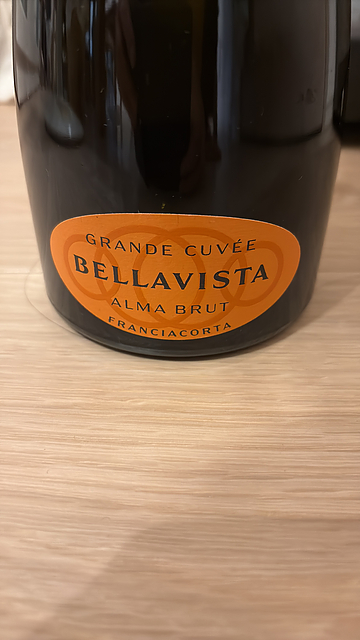 GRANDE CUVÉE
BELLAVISTA
ALMA BRUT
FRANCIACORTA